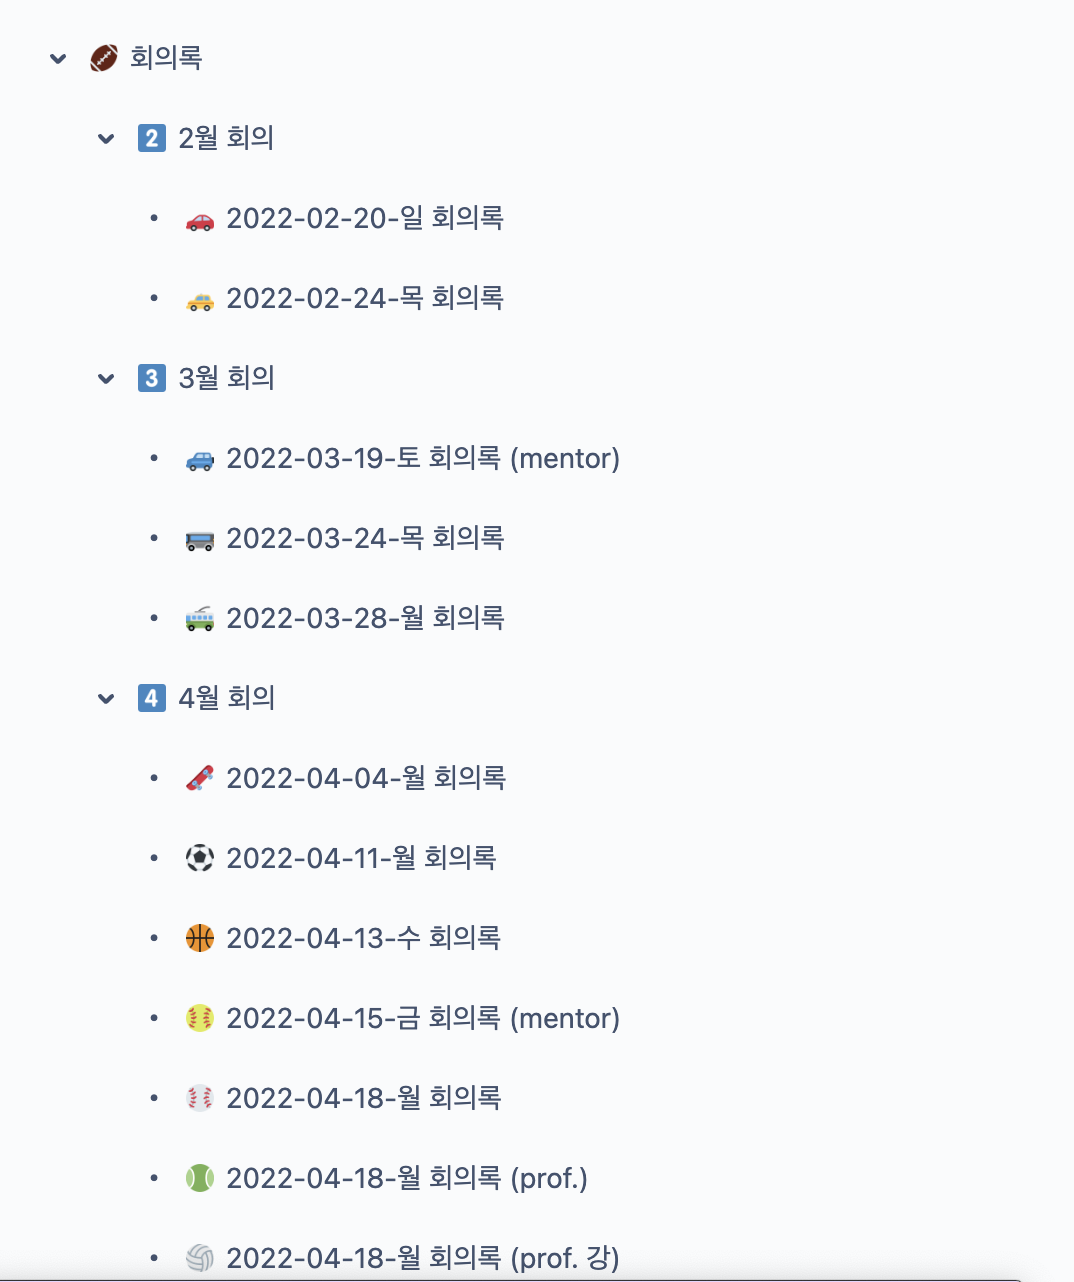 🏈 회의록
2️⃣ 2월 회의
• 🚗 2022-02-20-일 회의록
• 🚕 2022-02-24-목 회의록
3️⃣ 3월 회의
• 🚙 2022-03-19-토 회의록 (mentor)
• 🚌 2022-03-24-목 회의록
• 🚎 2022-03-28-월 회의록
4️⃣ 4월 회의
• 🛹 2022-04-04-월 회의록
• ⚽ 2022-04-11-월 회의록
• 🏀 2022-04-13-수 회의록
• 🥎 2022-04-15-금 회의록 (mentor)
• ⚾ 2022-04-18-월 회의록
• 🎾 2022-04-18-월 회의록 (prof.)
• 🏐 2022-04-18-월 회의록 (prof. 강)